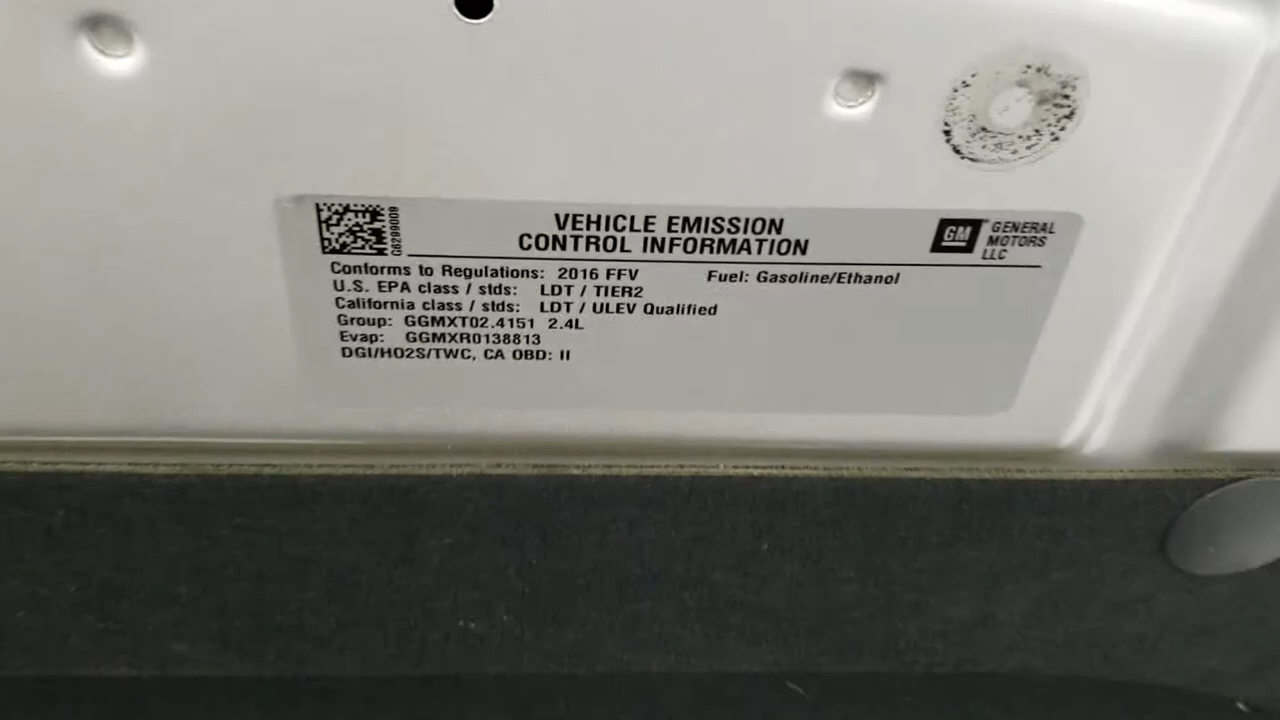 VEHICLE EMISSION
CONTROL INFORMATION
GM GENERAL
MOTORS
LLC
Conforms to Regulations: 2016 FFV Fuel: Gasoline/Ethanol
U.S. EPA class / stds: LDT / TIER2
California class / stds: LDT / ULEV Qualified
Group: GGMXT02.4151 2.4L
Evap: GGMXR0138813
DGI/HO2S/TWC, CA OBD: II